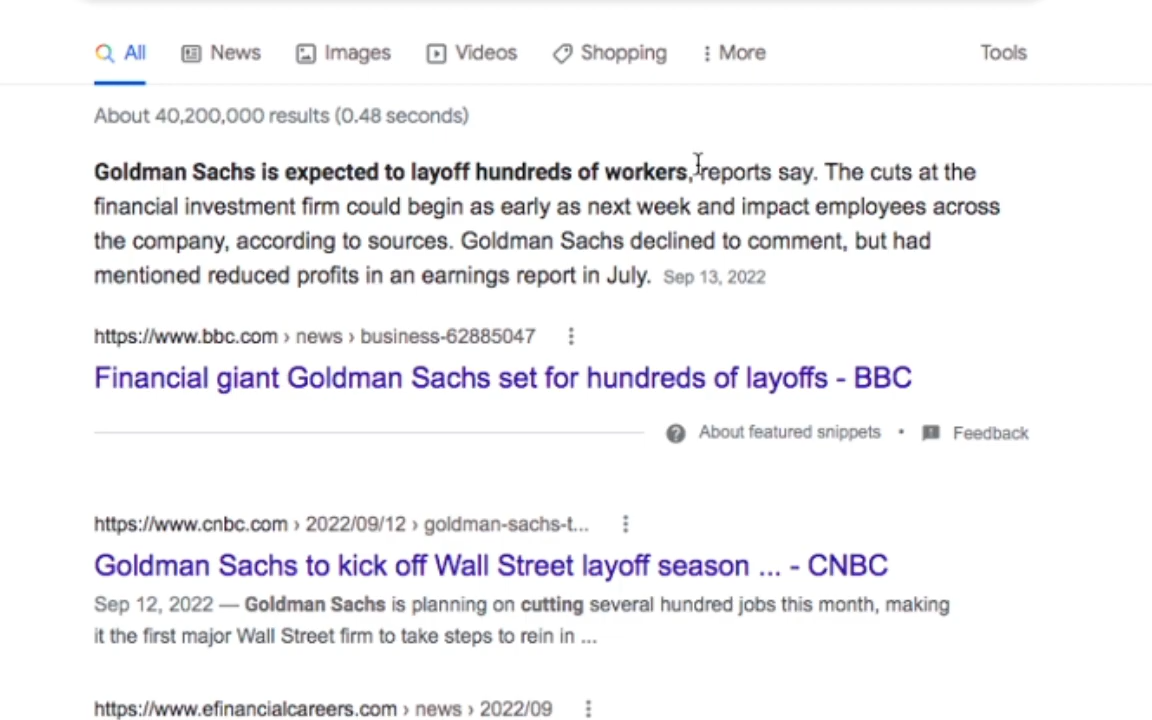 All News Images Videos Shopping More Tools
About 40,200,000 results (0.48 seconds)
Goldman Sachs is expected to layoff hundreds of workers, reports say. The cuts at the
financial investment firm could begin as early as next week and impact employees across
the company, according to sources. Goldman Sachs declined to comment, but had
mentioned reduced profits in an earnings report in July. Sep 13, 2022
https://www.bbc.com › news › business-62885047
Financial giant Goldman Sachs set for hundreds of layoffs - BBC
About featured snippets • Feedback
https://www.cnbc.com › 2022/09/12 › goldman-sachs-t...
Goldman Sachs to kick off Wall Street layoff season ... - CNBC
Sep 12, 2022 — Goldman Sachs is planning on cutting several hundred jobs this month, making
it the first major Wall Street firm to take steps to rein in ...
https://www.efinancialcareers.com › news › 2022/09